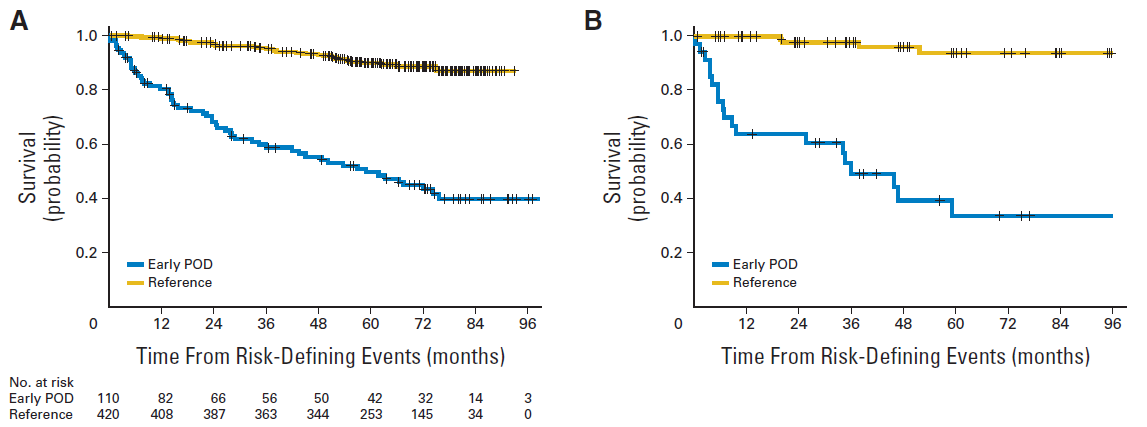 A
Survival
(probability)
1.0
0.8
0.6
0.4
0.2
Early POD
Reference
0 12 24 36 48 60 72 84 96
Time From Risk-Defining Events (months)
No. at risk
Early POD 110 82 66 56 50 42 32 14 3
Reference 420 408 387 363 344 253 145 34 0
B
Survival
(probability)
1.0
0.8
0.6
0.4
0.2
Early POD
Reference
0 12 24 36 48 60 72 84 96
Time From Risk-Defining Events (months)